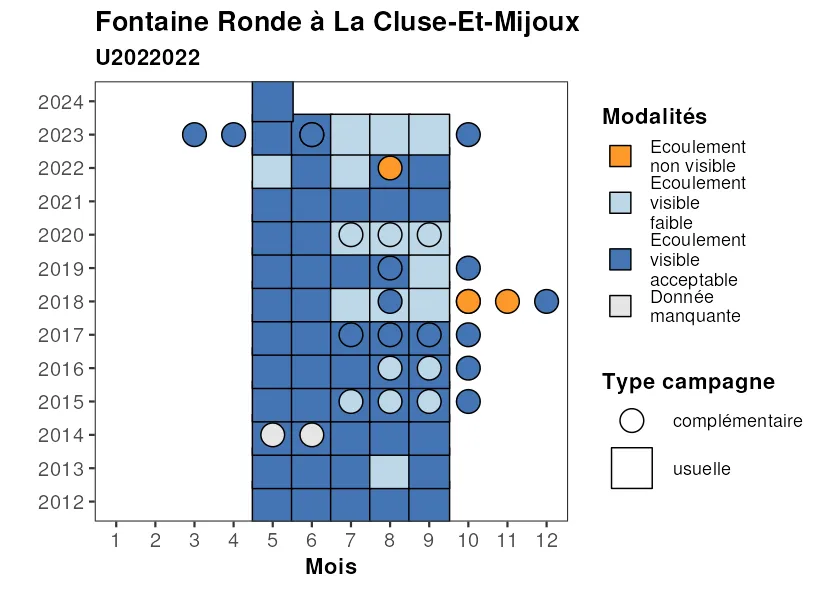 Fontaine Ronde à La Cluse-Et-Mijoux
U2022022
2024
2023
2022
2021
2020
2019
2018
2017
2016
2015
2014
2013
2012
1 2 3 4 5 6 7 8 9 10 11 12
Mois
Modalités
Ecoulement
non visible
Ecoulement
visible
faible
Ecoulement
visible
acceptable
Donnée
manquante
Type campagne
complémentaire
usuelle